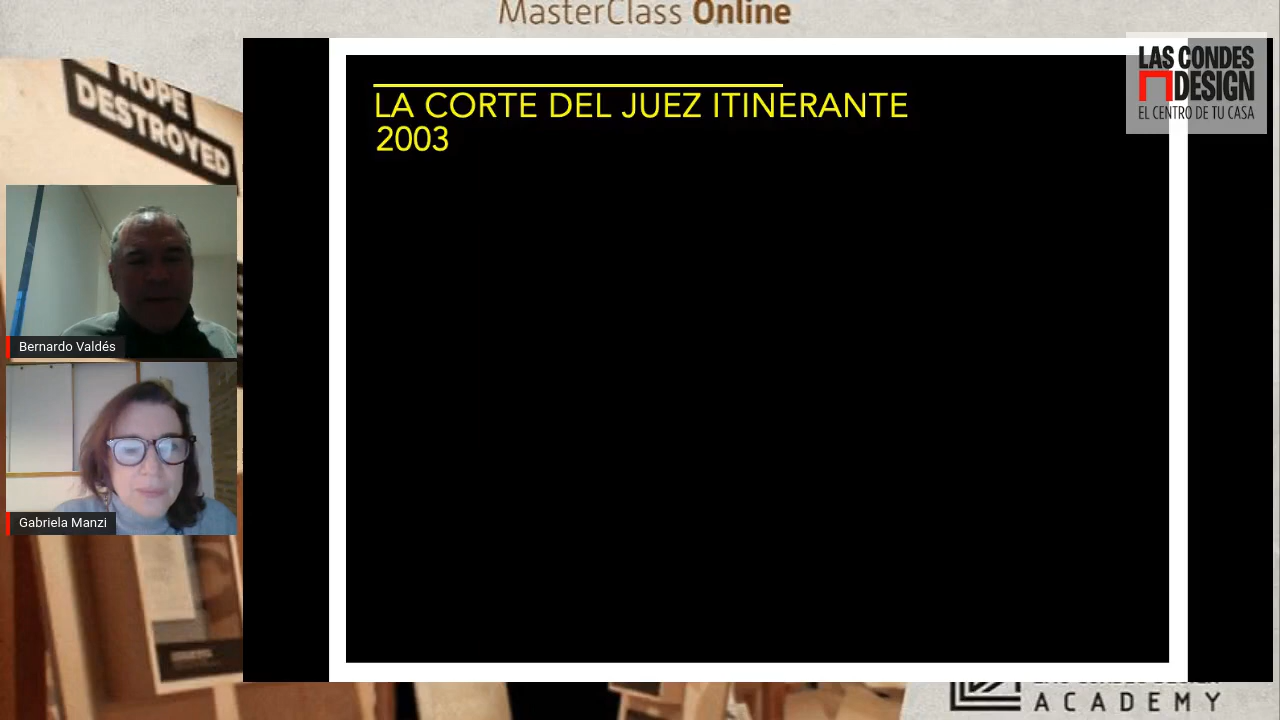 MasterClass Online
LAS CONDES
DESIGN
EL CENTRO DE TU CASA
HOPE
DESTROYED
LA CORTE DEL JUEZ ITINERANTE
2003
Bernardo Valdés
Gabriela Manzi
ACADEMY